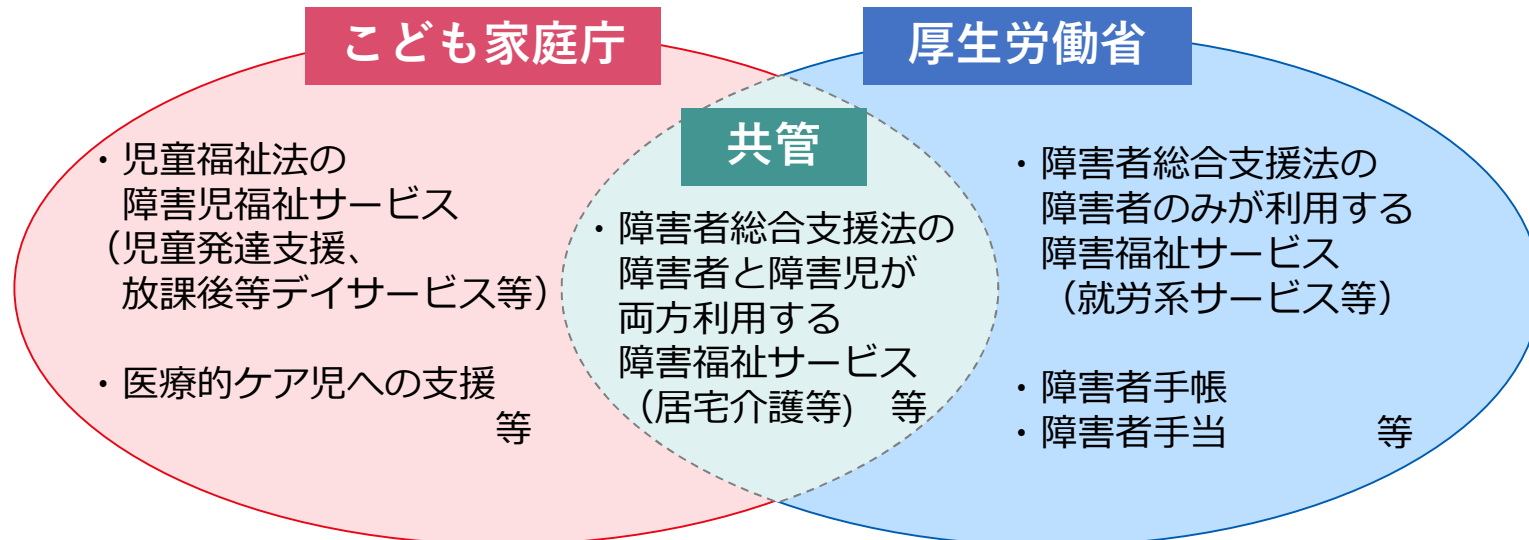 こども家庭庁
・児童福祉法の
障害児福祉サービス
（児童発達支援、
放課後等デイサービス等）
・医療的ケア児への支援
等
共管
・障害者総合支援法の
障害者と障害児が
両方利用する
障害福祉サービス
（居宅介護等)　等
厚生労働省
・障害者総合支援法の
障害者のみが利用する
障害福祉サービス
（就労系サービス等）
・障害者手帳
・障害者手当　等